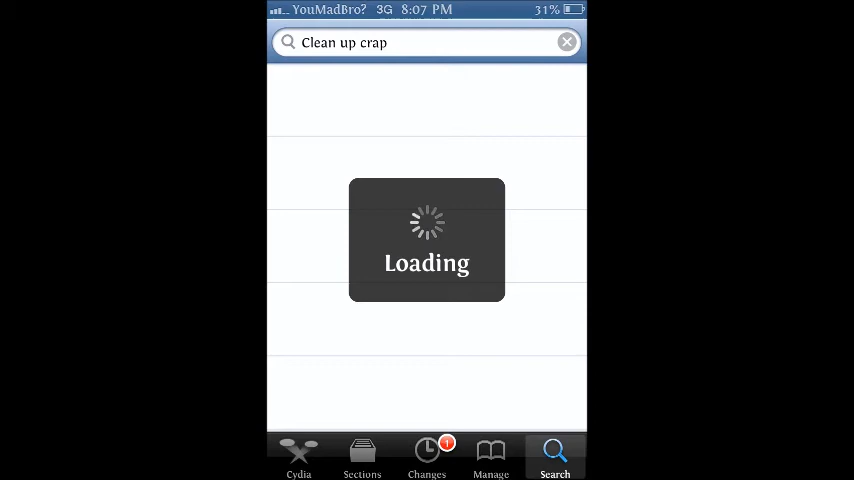 YouMadBro? 3G 8:07 PM 31%
Clean up crap
Loading
1
Cydia Sections Changes Manage Search